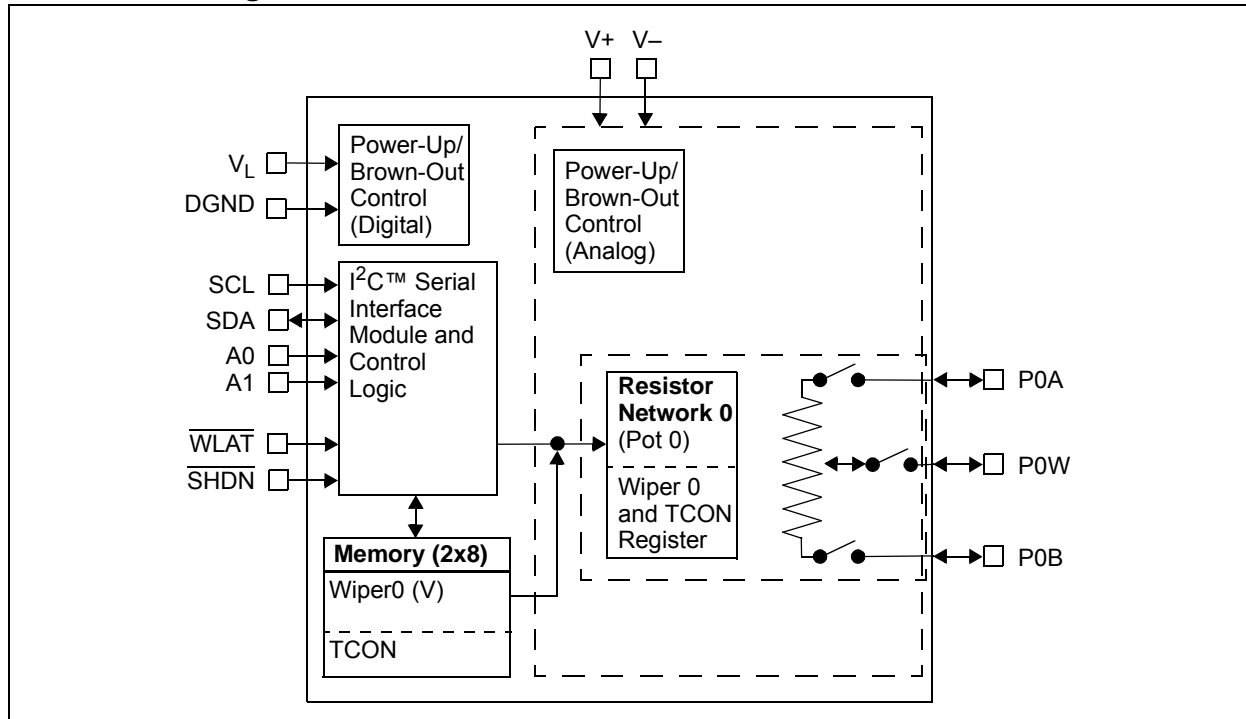 V+ V–
Power-Up/
Brown-Out
Control
(Digital)
VL
DGND
Power-Up/
Brown-Out
Control
(Analog)
SCL
SDA
A0
A1
WLAT
SHDN
I2C™ Serial
Interface
Module and
Control
Logic
Memory (2x8)
Wiper0 (V)
TCON
Resistor
Network 0
(Pot 0)
Wiper 0
and TCON
Register
P0A
P0W
P0B